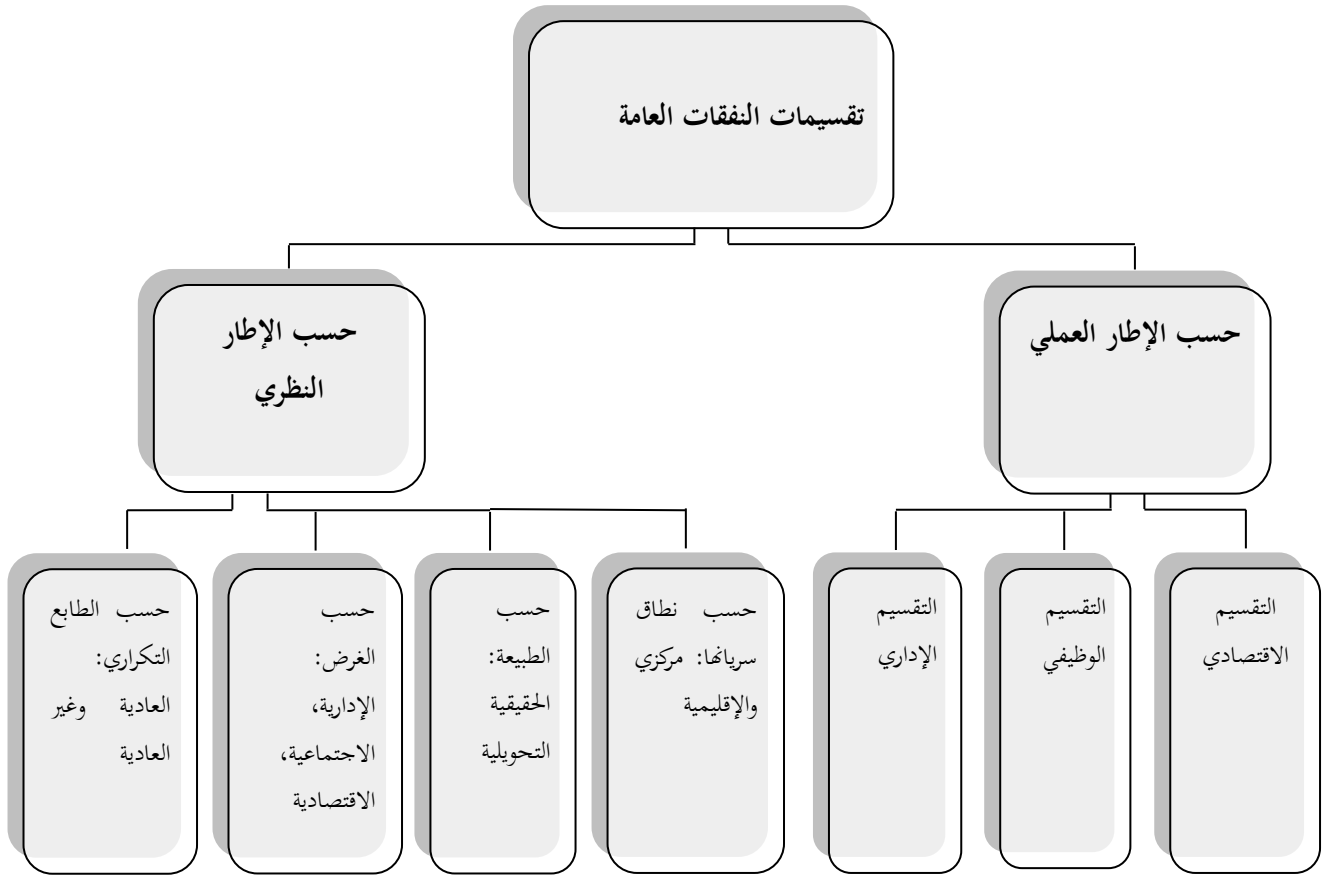 تقسيمات النفقات العامة
حسب الإطار العملي
حسب الإطار
النظري
التقسيم
الاقتصادي
التقسيم
الوظيفي
التقسيم
الإداري
حسب نطاق
سريانها: مركزي
والإقليمية
حسب
الطبيعة:
الحقيقية
التحويلية
حسب
الغرض:
الإدارية،
الاجتماعية،
الاقتصادية
حسب الطابع
التكراري:
العادية وغير
العادية